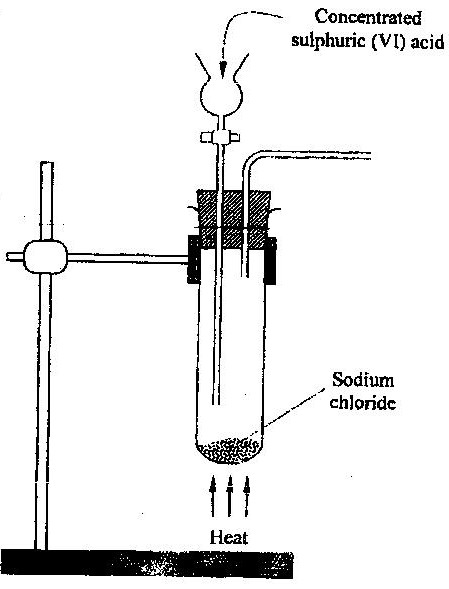 Concentrated
sulphuric (VI) acid
Sodium
chloride
Heat